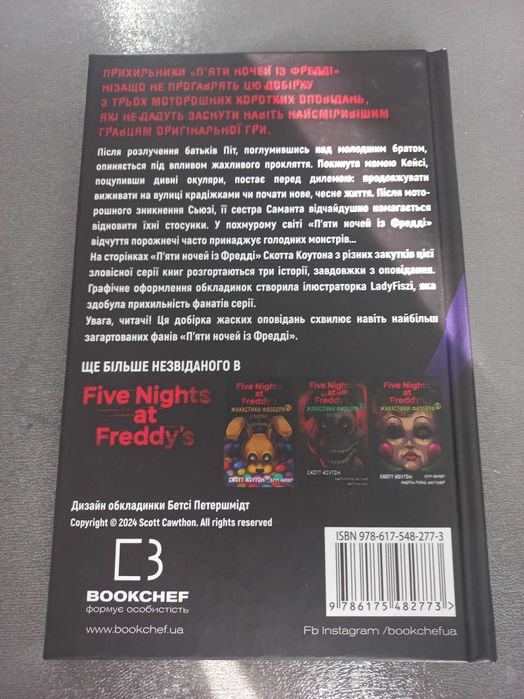 ПРИХИЛЬНИКИ «П'ЯТИ НОЧЕЙ ІЗ ФРЕДДІ»
НІЗАЩО НЕ ПРОҐАВЛЯТЬ ЦЮ ДОБІРКУ
З ТРЬОХ МОТОРОШНИХ КОРОТКИХ ОПОВІДАНЬ,
ЯКІ НЕ ДАДУТЬ ЗАСНУТИ НАВІТЬ НАЙСМІЛИВІШИМ
ГРАВЦЯМ ОРИГІНАЛЬНОЇ ГРИ.
Після розлучення батьків Піт, поглумившись над молодшим братом,
опиняється під впливом жахливого прокляття. Покинута мамою Кейсі,
поцупивши дивні окуляри, постає перед дилемою: продовжувати
виживати на вулиці крадіжками чи почати нове, чесне життя. Після мото-
рошного зникнення Сьюзі, її сестра Саманта відчайдушно намагається
відновити їхні стосунки. У похмурому світі «П'яти ночей із Фредді»
відчуття порожнечі часто принаджує голодних монстрів...
На сторінках «П'яти ночей із Фредді» Скотта Коутона з різних закутків цієї
зловісної серії книг розгортаються три історії, завдовжки з оповідання.
Графічне оформлення обкладинок створила ілюстраторка LadyFiszi, яка
здобула прихильність фанатів серії.
Увага, читачі! Ця добірка жаских оповідань схвилює навіть найбільш
загартованих фанів «П'яти ночей із Фредді».
ЩЕ БІЛЬШЕ НЕЗВІДАНОГО В
Five Nights
at
Freddy's
Five Nights
at Freddy's
ЖАХАСТИКИ ФАЗБЕРА
СКОТТ КОУТОН
Five Nights
at Freddy's
ЖАХАСТИКИ ФАЗБЕРА
СКОТТ КОУТОН
Five Nights
at Freddy's
ЖАХАСТИКИ ФАЗБЕРА
СКОТТ КОУТОН
Дизайн обкладинки Бетсі Петершмідт
Copyright © 2024 Scott Cawthon. All rights reserved
BOOKCHEF
формує особистість
www.bookchef.ua
ISBN 978-617-548-277-3
9 786175 482773 >
Fb Instagram /bookchefua